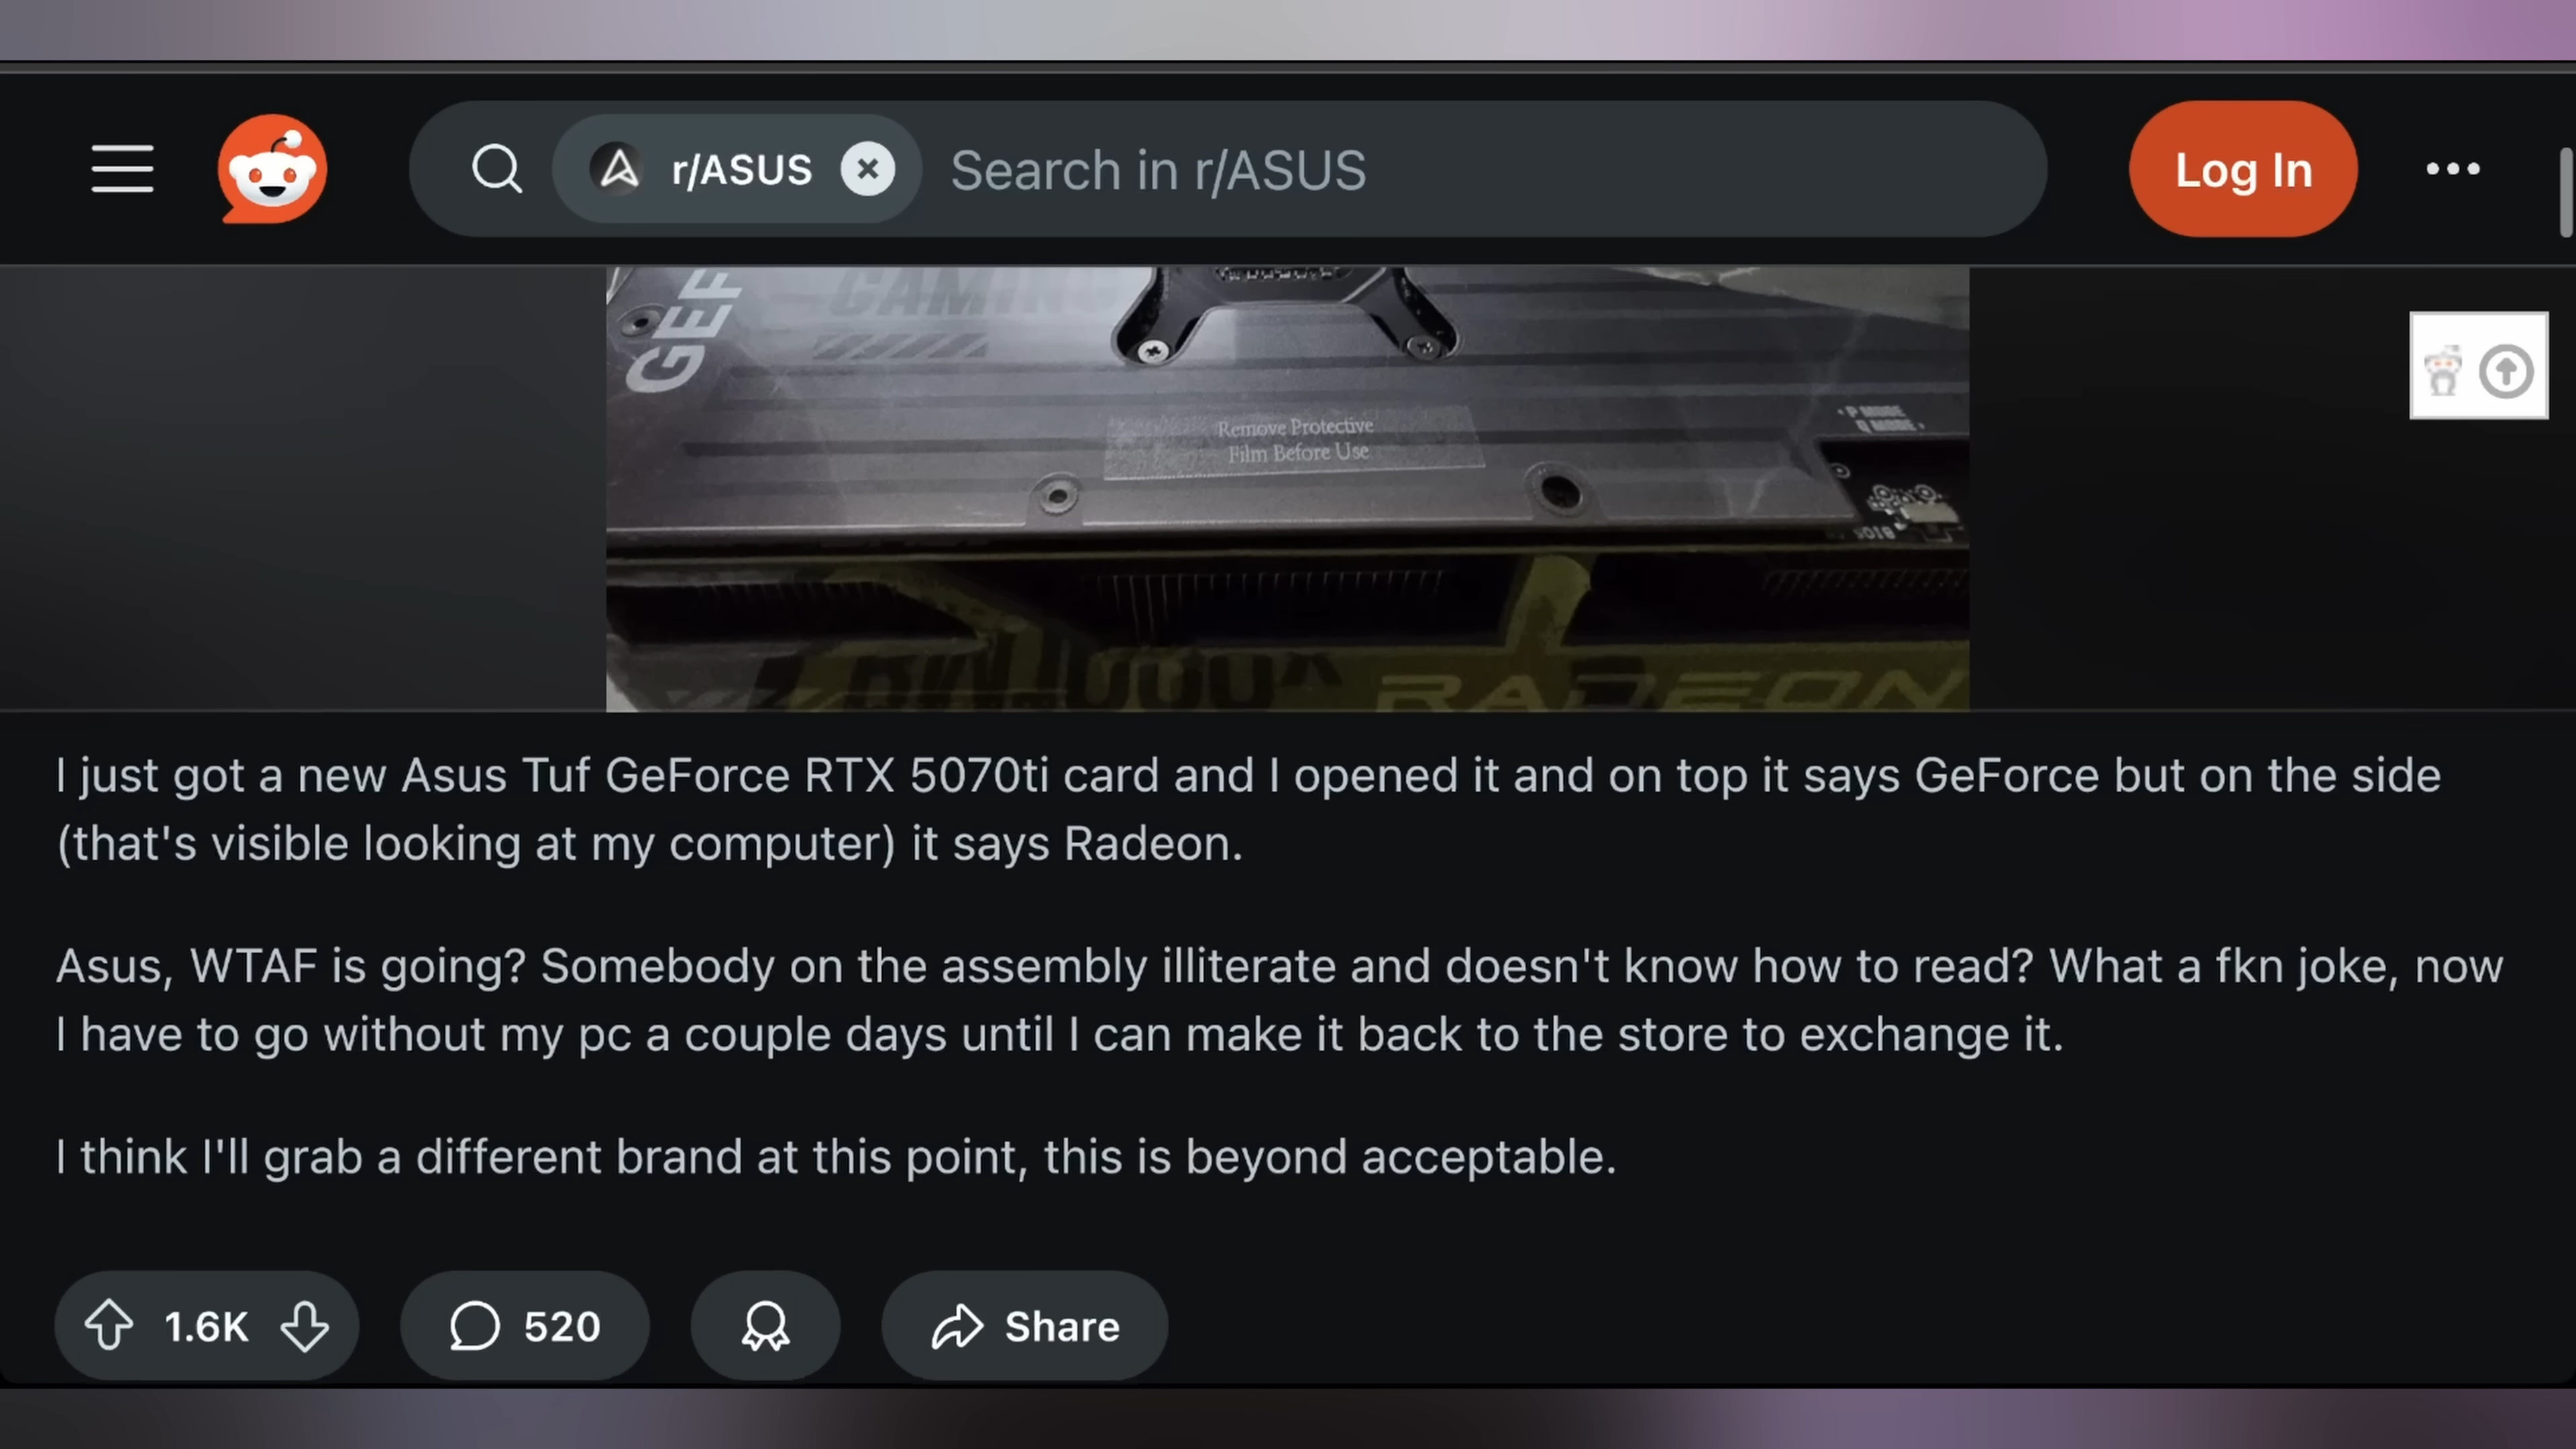 r/ASUS
Search in r/ASUS
Log In
GEF
GAMING
Remove Protective
Film Before Use
P MODE
Q MODE
BIOS
RADEON
I just got a new Asus Tuf GeForce RTX 5070ti card and I opened it and on top it says GeForce but on the side
(that's visible looking at my computer) it says Radeon.
Asus, WTAF is going? Somebody on the assembly illiterate and doesn't know how to read? What a fkn joke, now
I have to go without my pc a couple days until I can make it back to the store to exchange it.
I think I'll grab a different brand at this point, this is beyond acceptable.
1.6K
520
Share